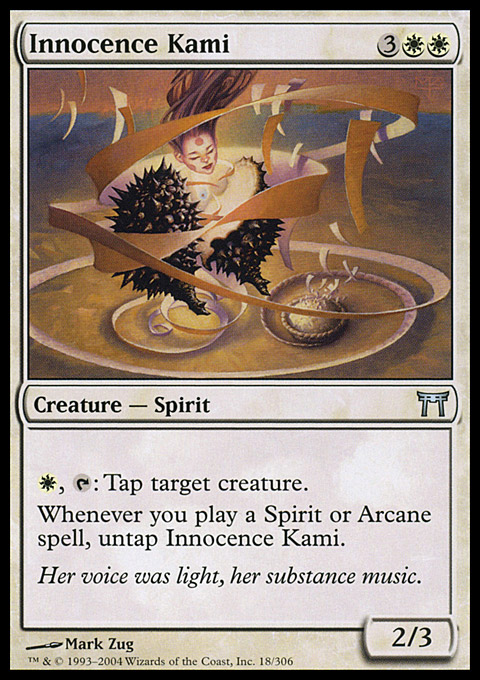 Innocence Kami 3
Creature — Spirit
, : Tap target creature.
Whenever you play a Spirit or Arcane
spell, untap Innocence Kami.
Her voice was light, her substance music.
Mark Zug
2/3
™ & © 1993–2004 Wizards of the Coast, Inc. 18/306